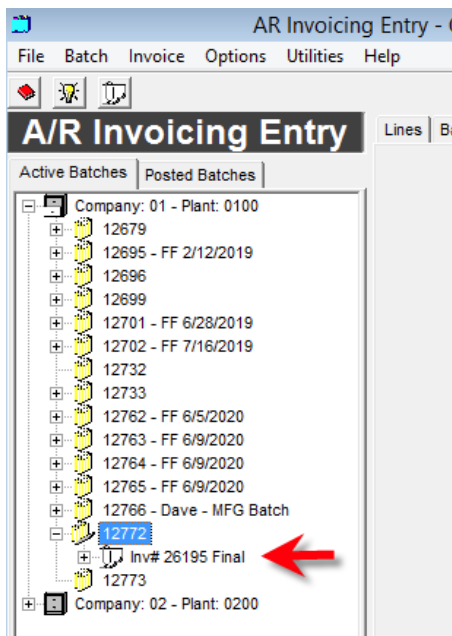 AR Invoicing Entry -
File Batch Invoice Options Utilities Help
A/R Invoicing Entry
Lines
Active Batches Posted Batches
Company: 01 - Plant: 0100
12679
12695 - FF 2/12/2019
12696
12699
12701 - FF 6/28/2019
12702 - FF 7/16/2019
12732
12733
12762 - FF 6/5/2020
12763 - FF 6/9/2020
12764 - FF 6/9/2020
12765 - FF 6/9/2020
12766 - Dave - MFG Batch
12772
Inv# 26195 Final
12773
Company: 02 - Plant: 0200